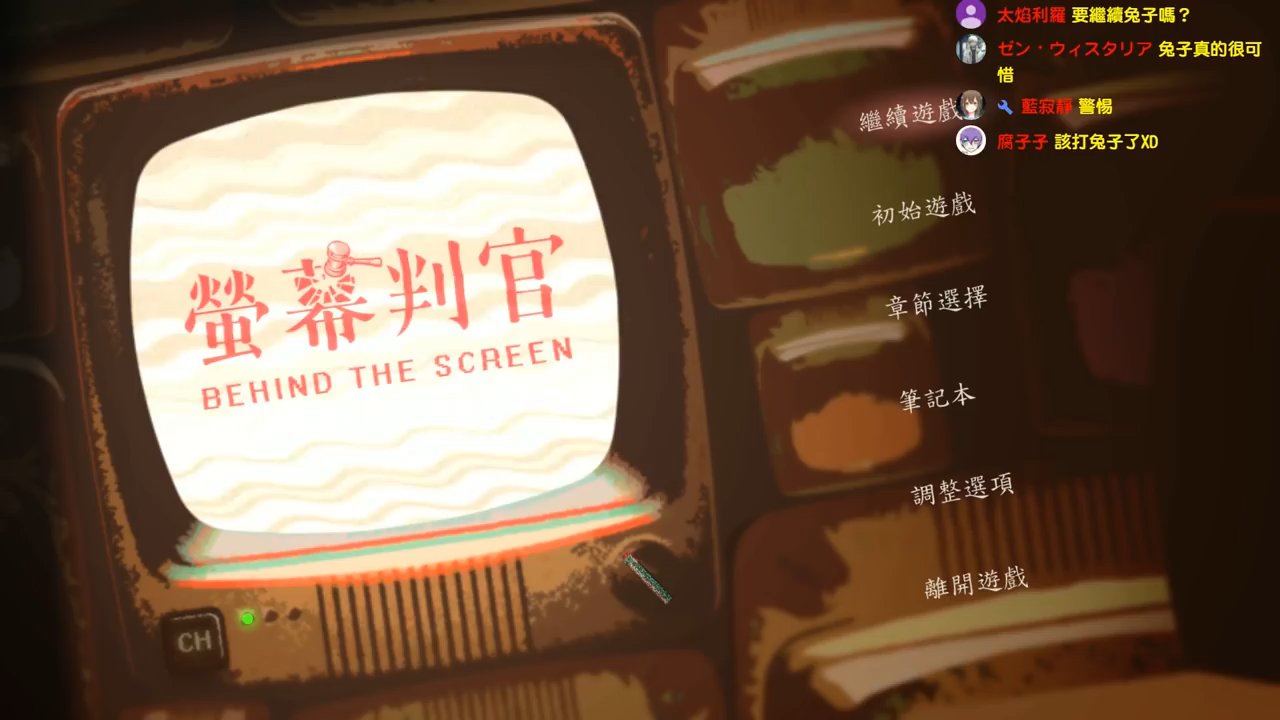 太焰利羅 要繼續兔子嗎？
ゼン・ウィスタリア 兔子真的很可
惜
藍寂靜 警惕
腐子子 該打兔子了XD
繼續遊戲
初始遊戲
章節選擇
筆記本
調整選項
離開遊戲
螢幕判官
BEHIND THE SCREEN
CH